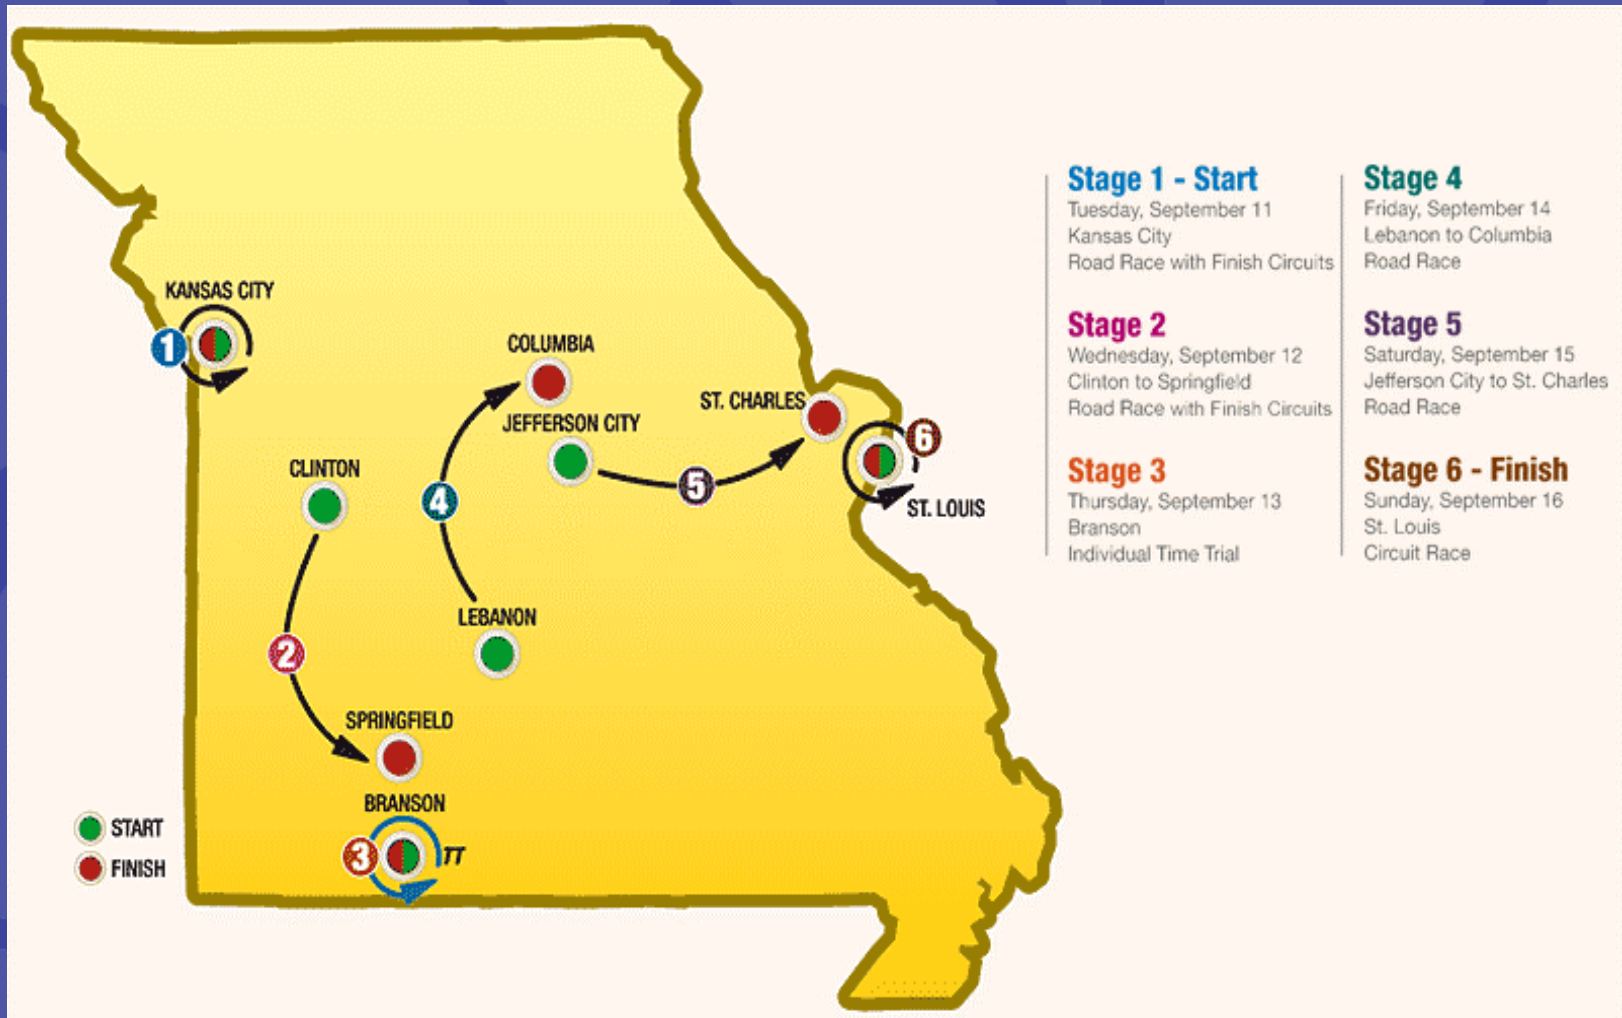 KANSAS CITY
1
COLUMBIA
JEFFERSON CITY
ST. CHARLES
6
ST. LOUIS
5
CLINTON
4
LEBANON
2
SPRINGFIELD
BRANSON
3
TT
START
FINISH
Stage 1 - Start
Tuesday, September 11
Kansas City
Road Race with Finish Circuits
Stage 2
Wednesday, September 12
Clinton to Springfield
Road Race with Finish Circuits
Stage 3
Thursday, September 13
Branson
Individual Time Trial
Stage 4
Friday, September 14
Lebanon to Columbia
Road Race
Stage 5
Saturday, September 15
Jefferson City to St. Charles
Road Race
Stage 6 - Finish
Sunday, September 16
St. Louis
Circuit Race